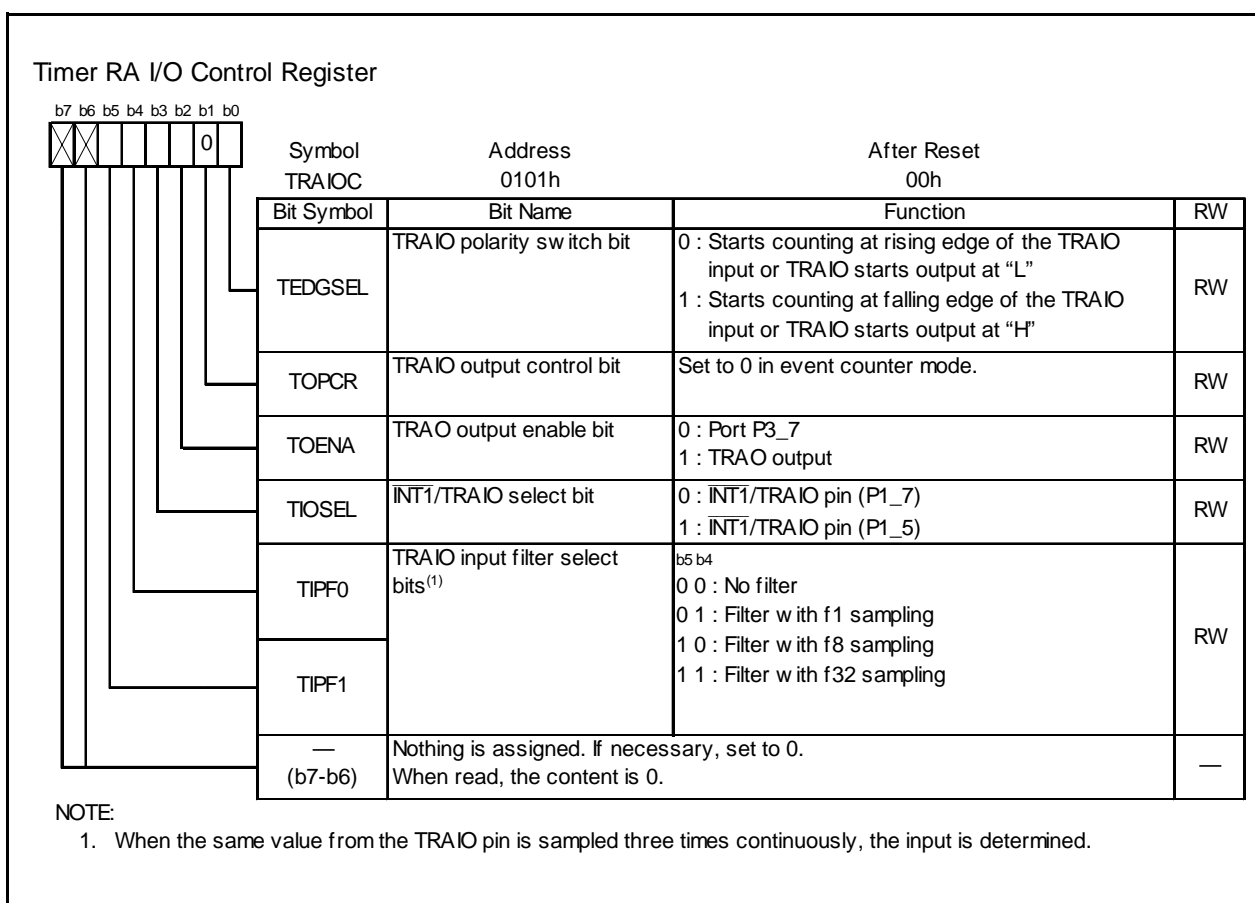 Timer RA I/O Control Register
b7 b6 b5 b4 b3 b2 b1 b0
0
Symbol Address After Reset
TRAIOC 0101h 00h
Bit Symbol Bit Name Function RW
TEDGSEL
TRAIO polarity switch bit
0 : Starts counting at rising edge of the TRAIO
input or TRAIO starts output at “L”
1 : Starts counting at falling edge of the TRAIO
input or TRAIO starts output at “H”
RW
TOPCR
TRAIO output control bit
Set to 0 in event counter mode.
RW
TOENA
TRAO output enable bit
0 : Port P3_7
1 : TRAO output
RW
TIOSEL
INT1/TRAIO select bit
0 : INT1/TRAIO pin (P1_7)
1 : INT1/TRAIO pin (P1_5)
RW
TIPF0
TRAIO input filter select
bits(1)
b5 b4
0 0 : No filter
0 1 : Filter with f1 sampling
1 0 : Filter with f8 sampling
1 1 : Filter with f32 sampling
RW
TIPF1
—
(b7-b6)
Nothing is assigned. If necessary, set to 0.
When read, the content is 0.
—
NOTE:
1. When the same value from the TRAIO pin is sampled three times continuously, the input is determined.